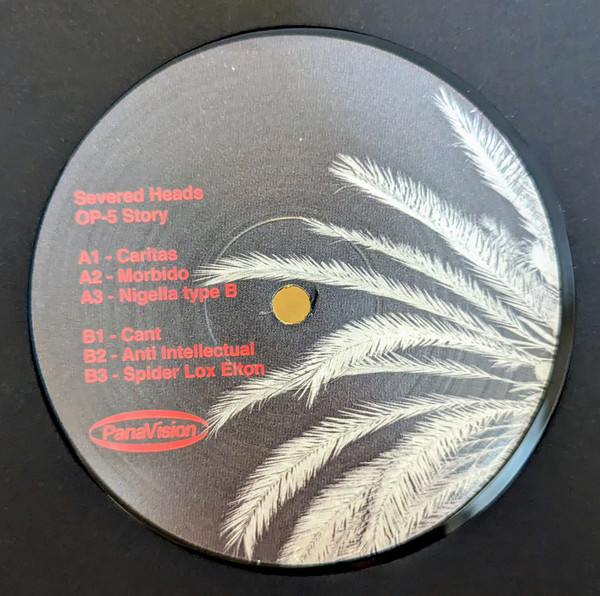 Severed Heads
OP-5 Story
A1 - Caritas
A2 - Morbido
A3 - Nigella type B
B1 - Cant
B2 - Anti Intellectual
B3 - Spider Lox Elton
PanaVision